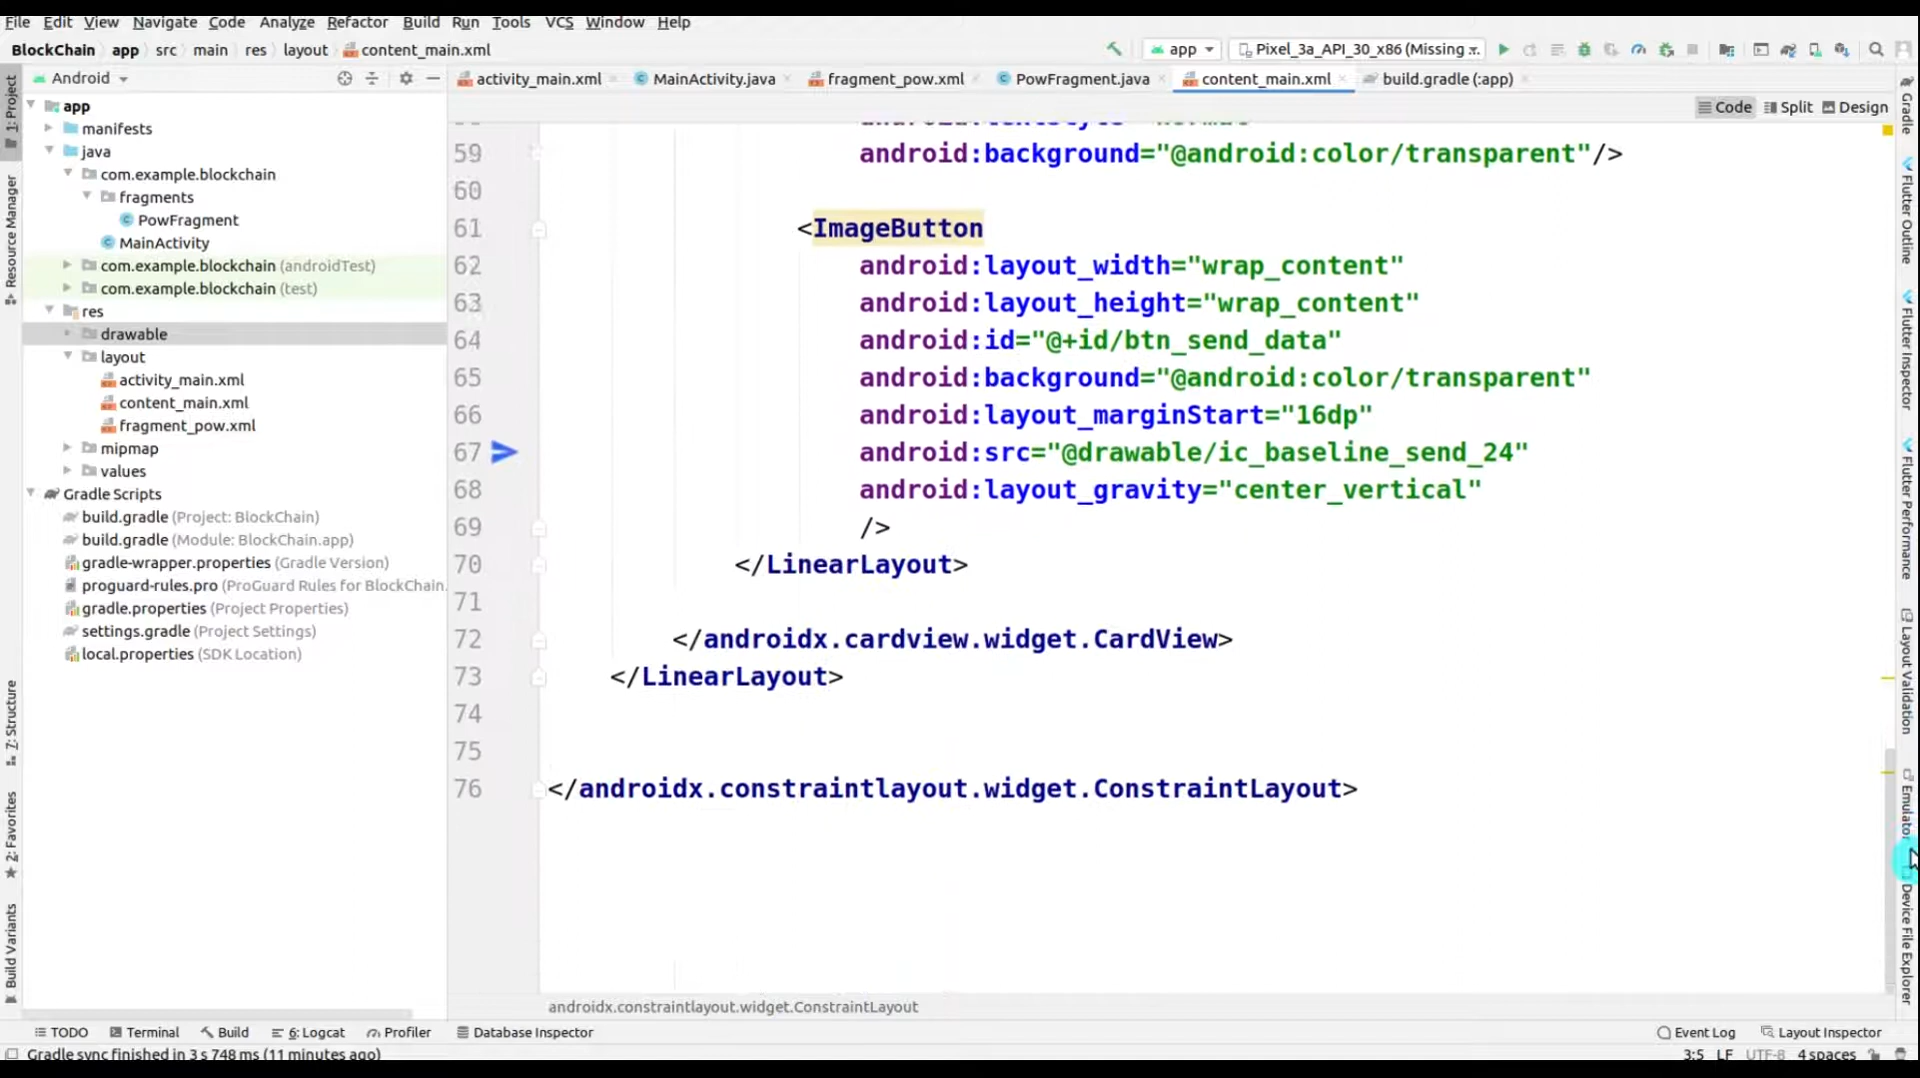 File Edit View Navigate Code Analyze Refactor Build Run Tools VCS Window Help
BlockChain app src main res layout content_main.xml app Pixel_3a_API_30_x86 (Missing
Android activity_main.xml MainActivity.java fragment_pow.xml PowFragment.java content_main.xml build.gradle (:app)
Code Split Design
1: Project
Resource Manager
7: Structure
2: Favorites
Build Variants
app
manifests
java
com.example.blockchain
fragments
PowFragment
MainActivity
com.example.blockchain (androidTest)
com.example.blockchain (test)
res
drawable
layout
activity_main.xml
content_main.xml
fragment_pow.xml
mipmap
values
Gradle Scripts
build.gradle (Project: BlockChain)
build.gradle (Module: BlockChain.app)
gradle-wrapper.properties (Gradle Version)
proguard-rules.pro (ProGuard Rules for BlockChain.
gradle.properties (Project Properties)
settings.gradle (Project Settings)
local.properties (SDK Location)
59 android:background="@android:color/transparent"/>
60
61 <ImageButton
62 android:layout_width="wrap_content"
63 android:layout_height="wrap_content"
64 android:id="@+id/btn_send_data"
65 android:background="@android:color/transparent"
66 android:layout_marginStart="16dp"
67 android:src="@drawable/ic_baseline_send_24"
68 android:layout_gravity="center_vertical"
69 />
70 </LinearLayout>
71
72 </androidx.cardview.widget.CardView>
73 </LinearLayout>
74
75
76 </androidx.constraintlayout.widget.ConstraintLayout>
androidx.constraintlayout.widget.ConstraintLayout
Gradle
Flutter Outline
Flutter Inspector
Flutter Performance
Layout Validation
Emulator
Device File Explorer
TODO Terminal Build 6: Logcat Profiler Database Inspector Event Log Layout Inspector
Gradle sync finished in 3 s 748 ms (11 minutes ago) 3:5 LF UTF-8 4 spaces